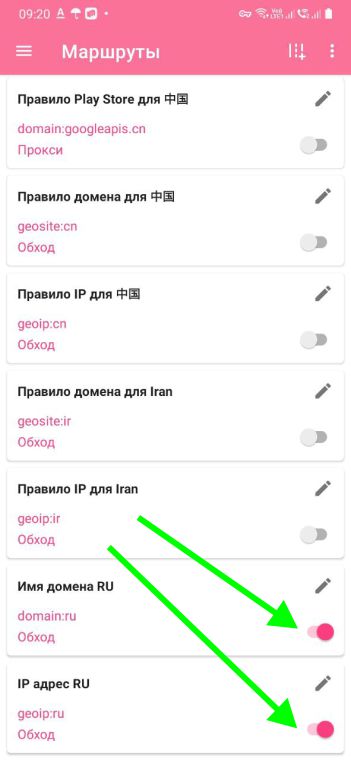 09:20
Маршруты
Правило Play Store для 中国
domain:googleapis.cn
Прокси
Правило домена для 中国
geosite:cn
Обход
Правило IP для 中国
geoip:cn
Обход
Правило домена для Iran
geosite:ir
Обход
Правило IP для Iran
geoip:ir
Обход
Имя домена RU
domain:ru
Обход
IP адрес RU
geoip:ru
Обход